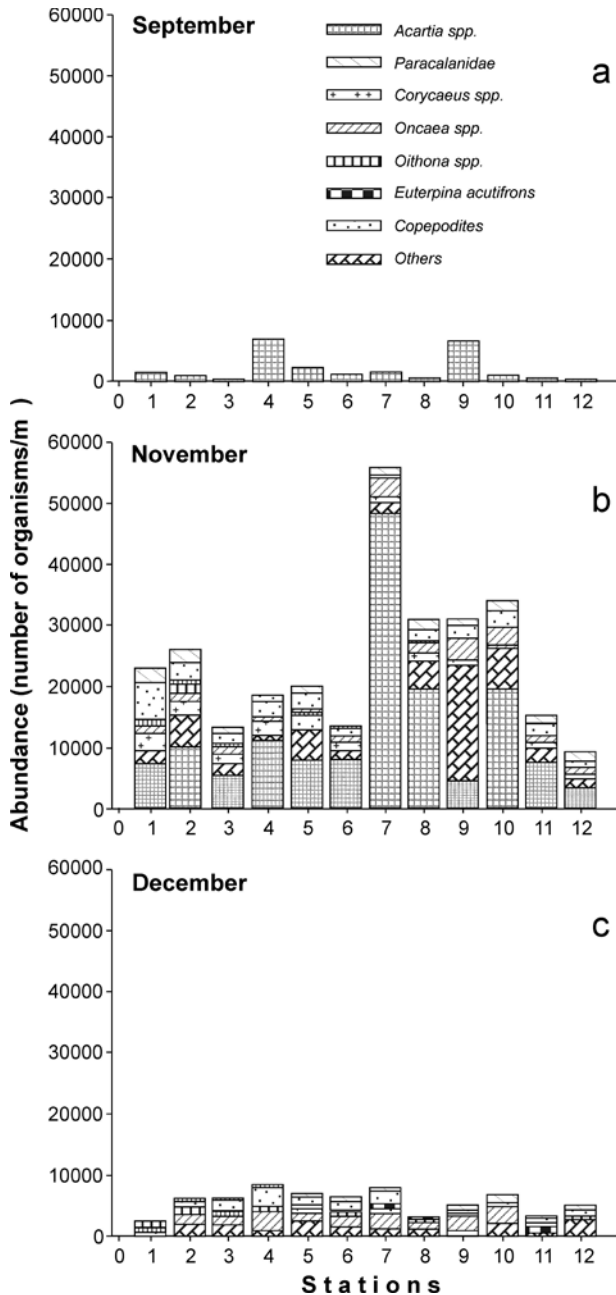 60000
September
Acartia spp.
a
50000
Paracalanidae
Corycaeus spp.
40000
Oncaea spp.
Oithona spp.
30000
Euterpina acutifrons
Copepodites
20000
Others
10000
0
0 1 2 3 4 5 6 7 8 9 10 11 12
Abundance (number of organisms/m )
60000
November
b
50000
40000
30000
20000
10000
0
0 1 2 3 4 5 6 7 8 9 10 11 12
60000
December
c
50000
40000
30000
20000
10000
0
0 1 2 3 4 5 6 7 8 9 10 11 12
Stations